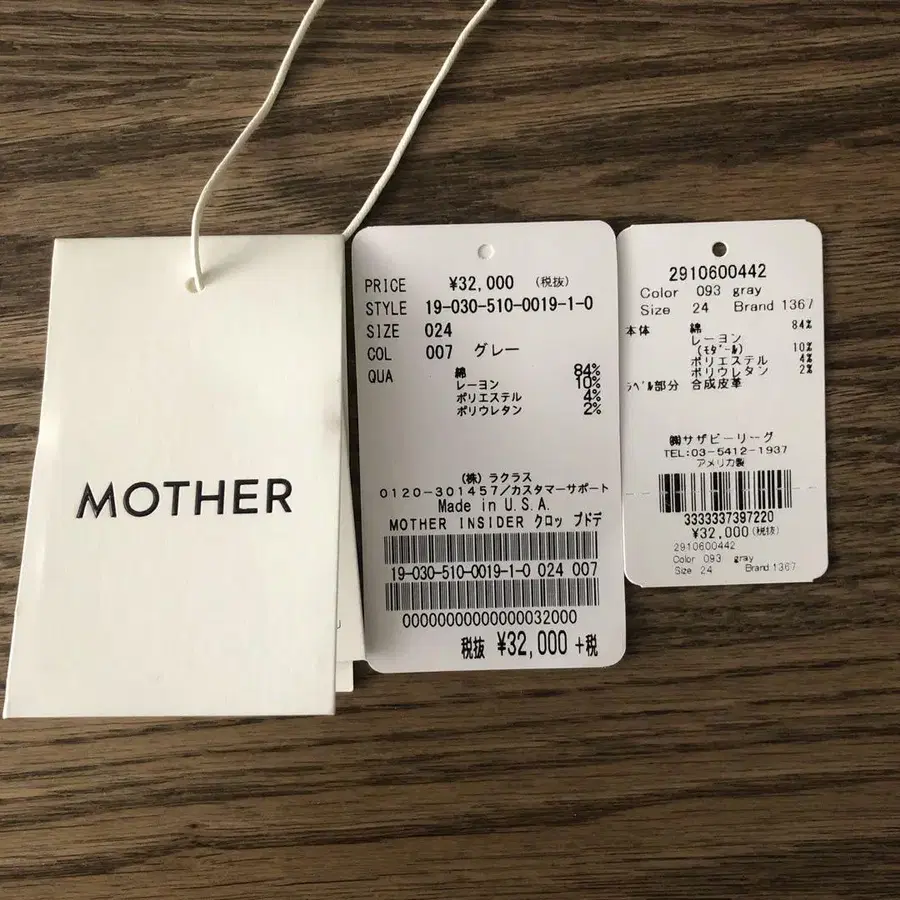 MOTHER
PRICE ¥32,000 (税抜)
STYLE 19-030-510-0019-1-0
SIZE 024
COL 007 グレー
QUA 綿 84%
レーヨン 10%
ポリエステル 4%
ポリウレタン 2%
(株) ラクラス
0120-301457/カスタマーサポート
Made in U.S.A.
MOTHER INSIDER クロップドデ
19-030-510-0019-1-0 024 007
00000000000000032000
税抜 ¥32,000 +税
2910600442
Color 093 gray
Size 24 Brand 1367
本体 綿 84%
レーヨン
(モダール) 10%
ポリエステル 4%
ポリウレタン 2%
ラベル部分 合成皮革
㈱サザビーリーグ
TEL:03-5412-1937
アメリカ製
3333337397220
¥32,000(税抜)
2910600442
Color 093 gray
Size 24 Brand 1367